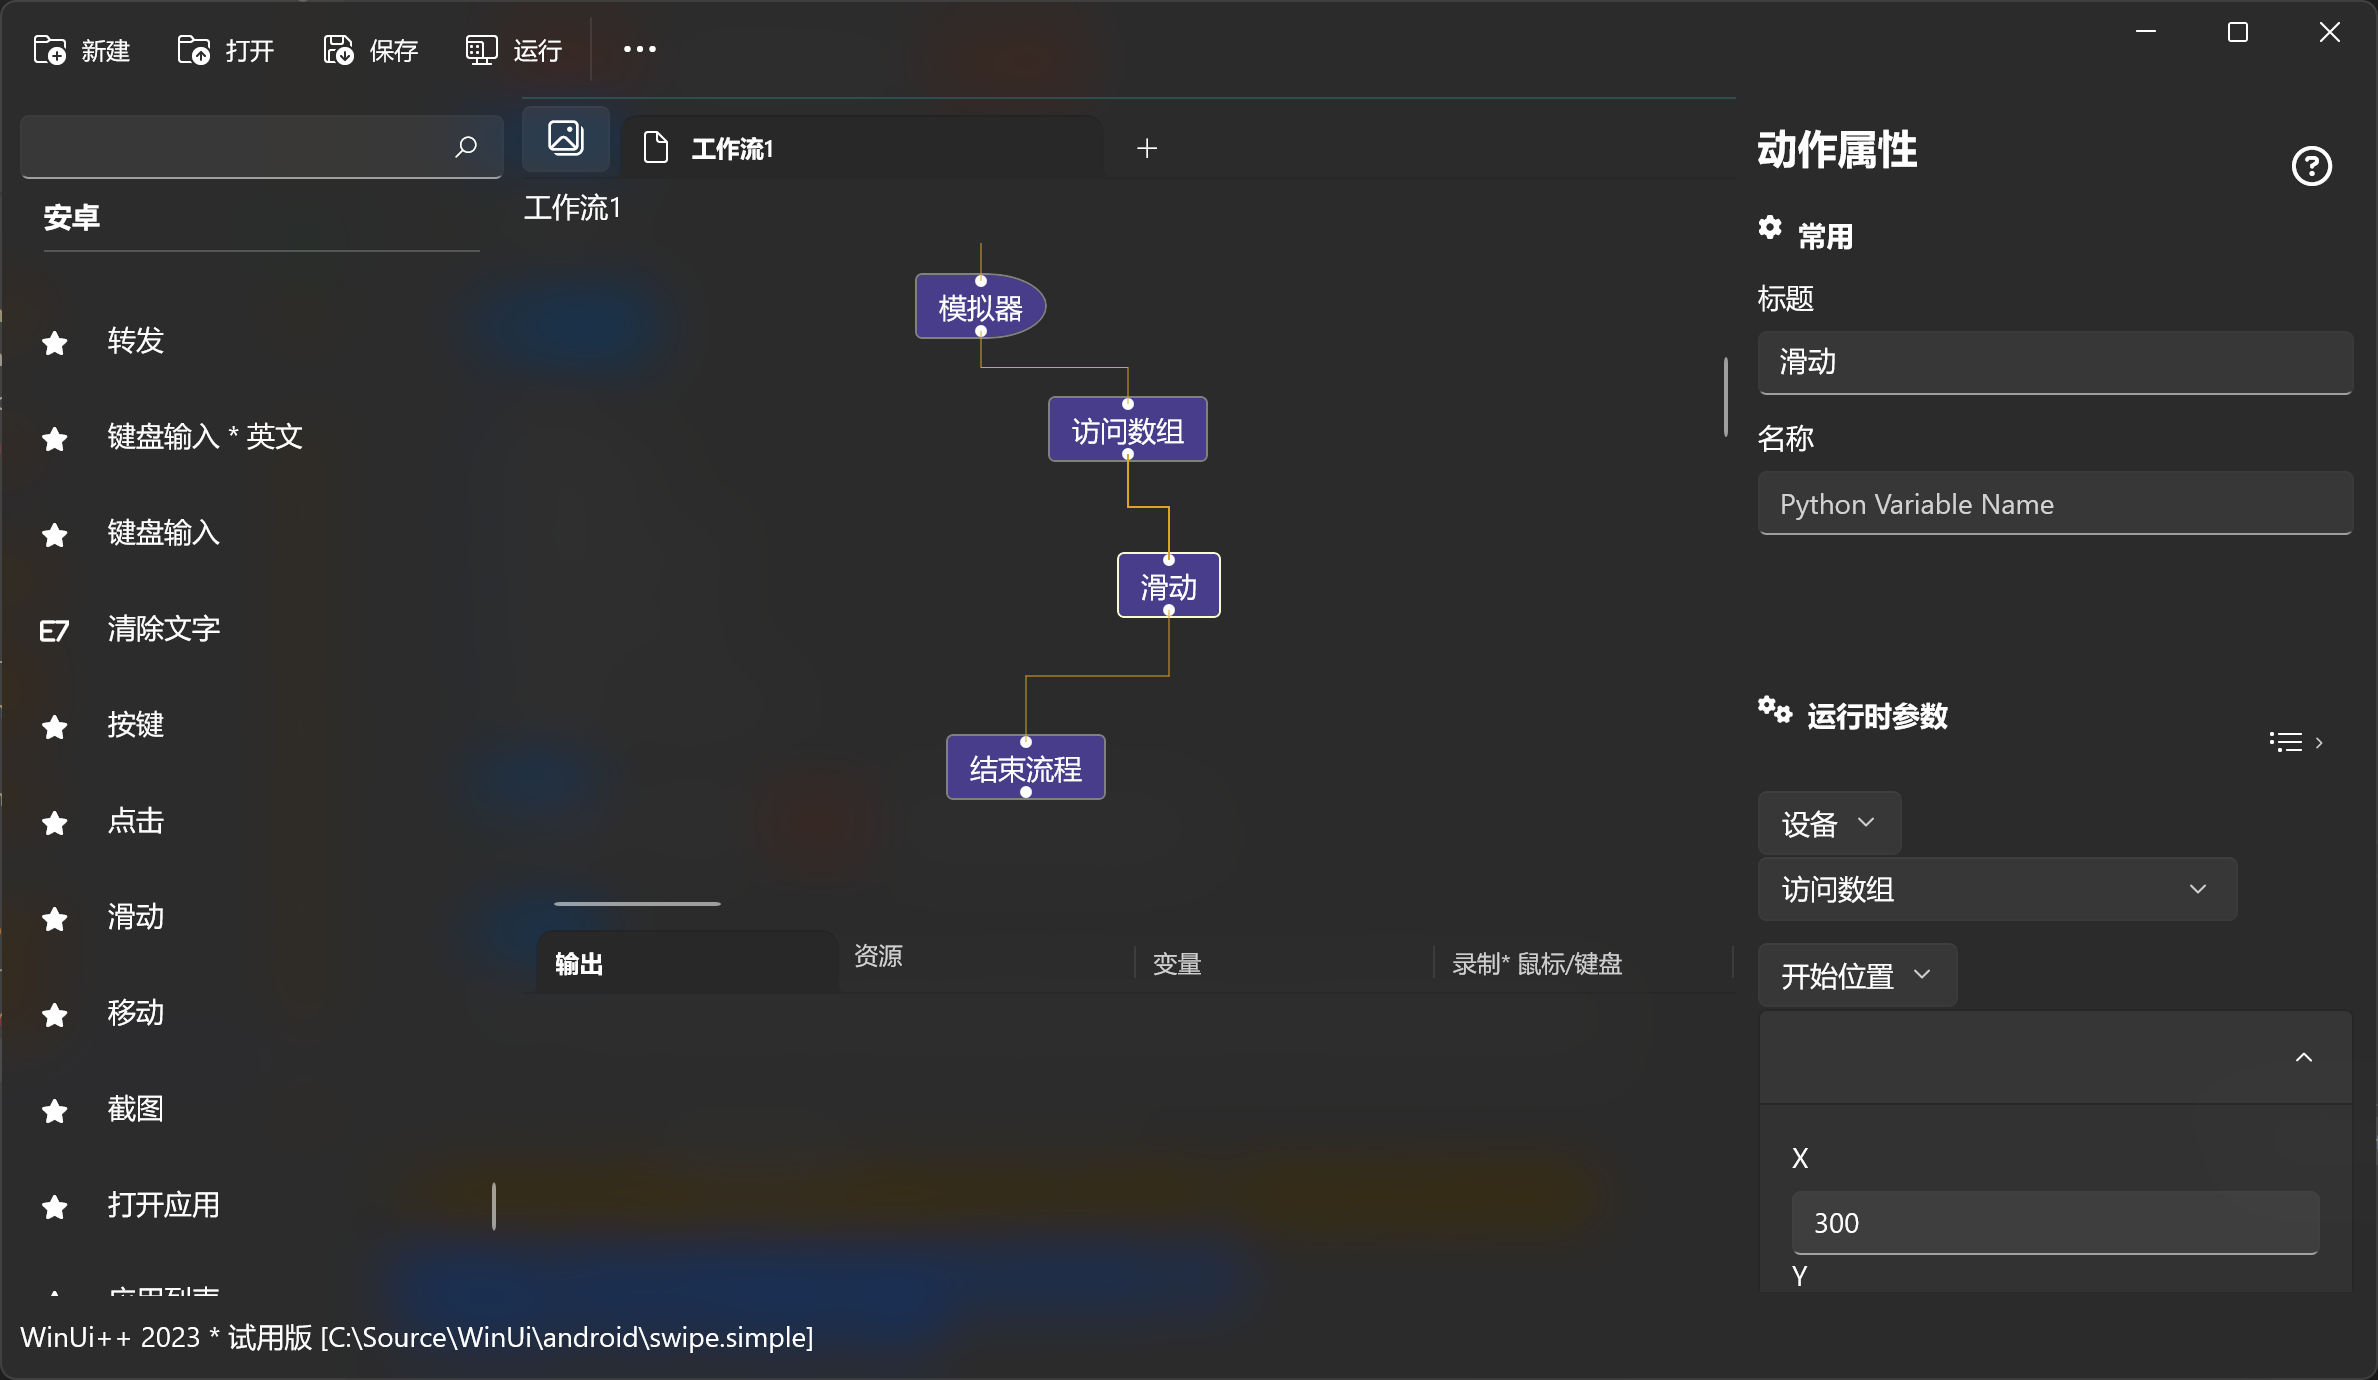 新建
打开
保存
运行
安卓
转发
键盘输入 * 英文
键盘输入
E7 清除文字
按键
点击
滑动
移动
截图
打开应用
应用列表
工作流1
工作流1
模拟器
访问数组
滑动
结束流程
输出
资源
变量
录制* 鼠标/键盘
动作属性
常用
标题
滑动
名称
Python Variable Name
运行时参数
设备
访问数组
开始位置
X
300
Y
WinUi++ 2023 * 试用版 [C:\Source\WinUi\android\swipe.simple]